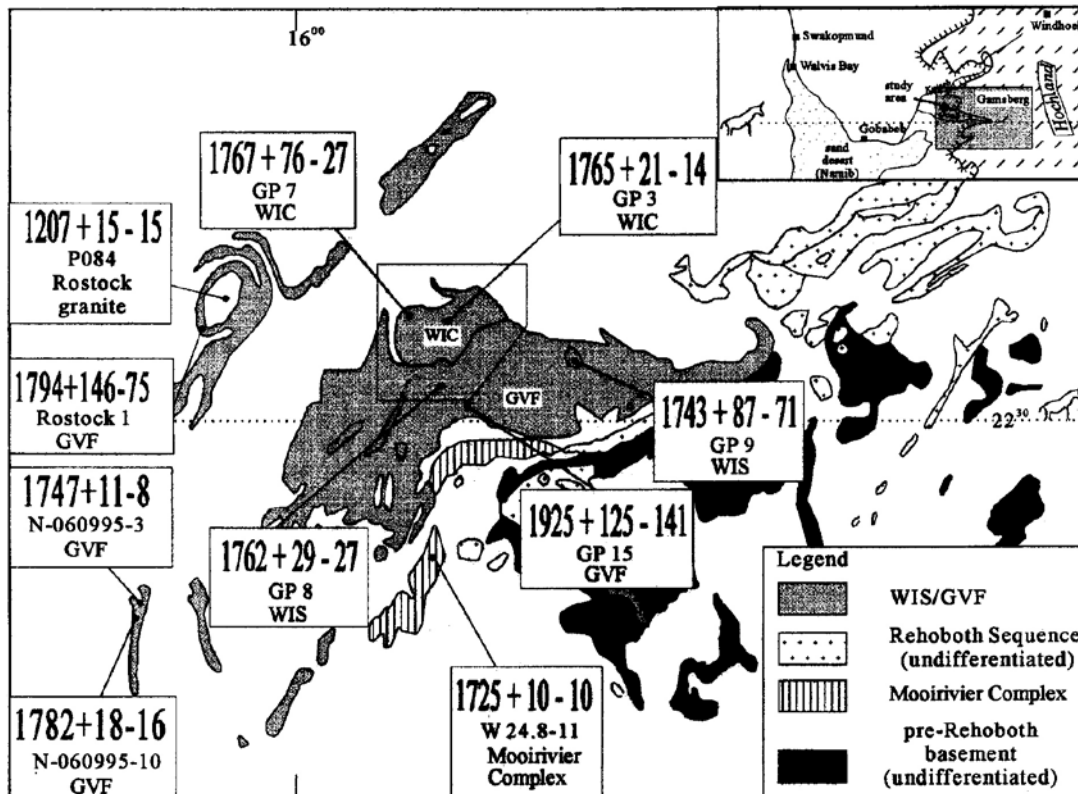 16⁰⁰
Swakopmund
Walvis Bay
Windhoek
study
area
Gamsberg
Hochland
Gobabeb
sand
desert
(Namib)
1767 + 76 - 27
GP 7
WIC
1765 + 21 - 14
GP 3
WIC
1207 + 15 - 15
P084
Rostock
granite
WIC
1794+146-75
Rostock 1
GVF
GVF
22³⁰
1743 + 87 - 71
GP 9
WIS
1747+11-8
N-060995-3
GVF
1762 + 29 - 27
GP 8
WIS
1925 + 125 - 141
GP 15
GVF
1782+18-16
N-060995-10
GVF
1725 + 10 - 10
W 24.8-11
Mooirivier
Complex
Legend
WIS/GVF
Rehoboth Sequence
(undifferentiated)
Mooirivier Complex
pre-Rehoboth
basement
(undifferentiated)